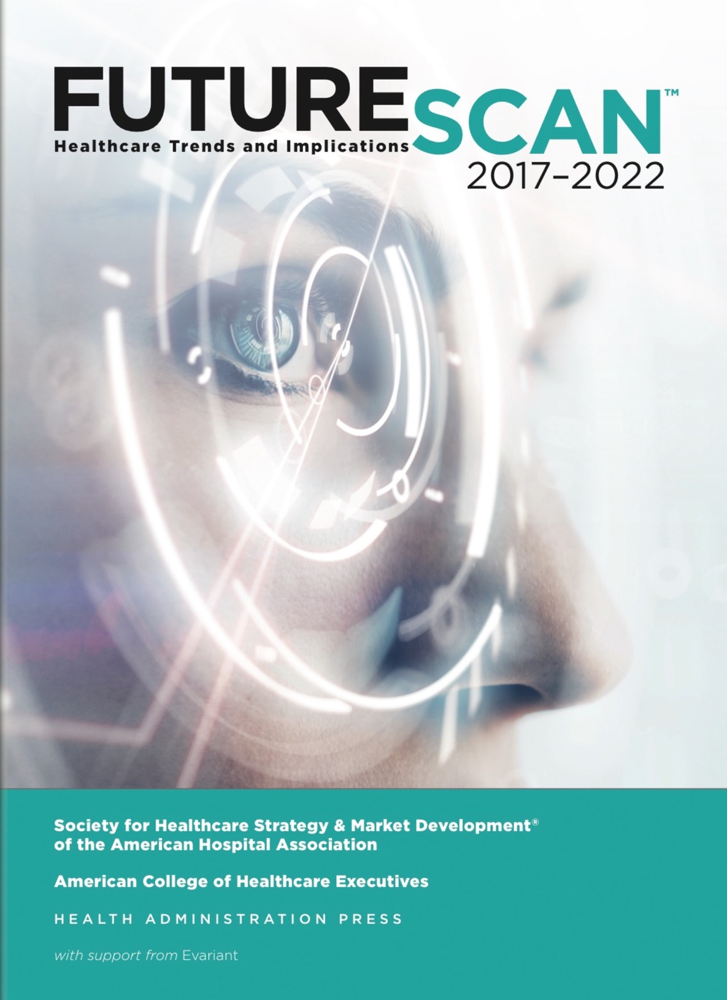 FUTURESCAN™
Healthcare Trends and Implications
2017–2022
Society for Healthcare Strategy & Market Development®
of the American Hospital Association
American College of Healthcare Executives
HEALTH ADMINISTRATION PRESS
with support from Evariant